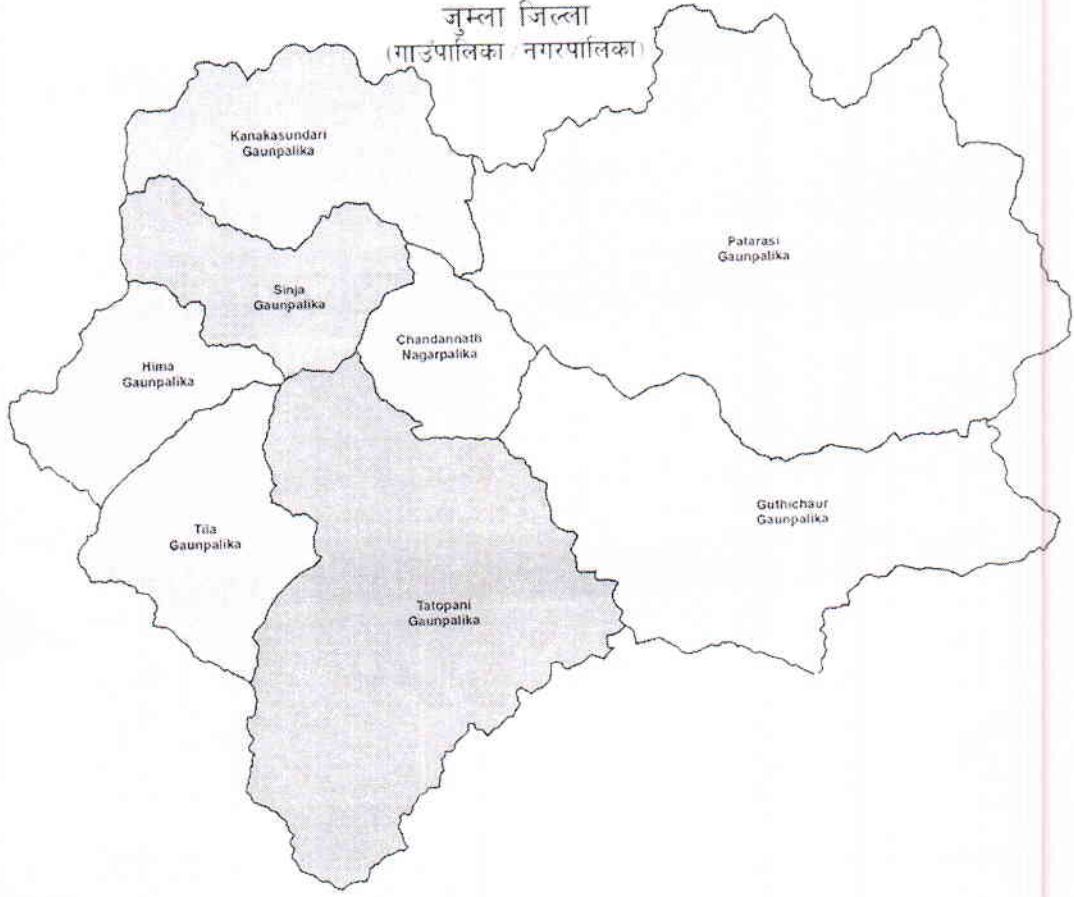 जुम्ला जिल्ला
(गाउंपालिका / नगरपालिका)
Kanakasundari
Gaunpalika
Patarasi
Gaunpalika
Sinja
Gaunpalika
Chandannath
Nagarpalika
Hima
Gaunpalika
Guthichaur
Gaunpalika
Tila
Gaunpalika
Tatopani
Gaunpalika